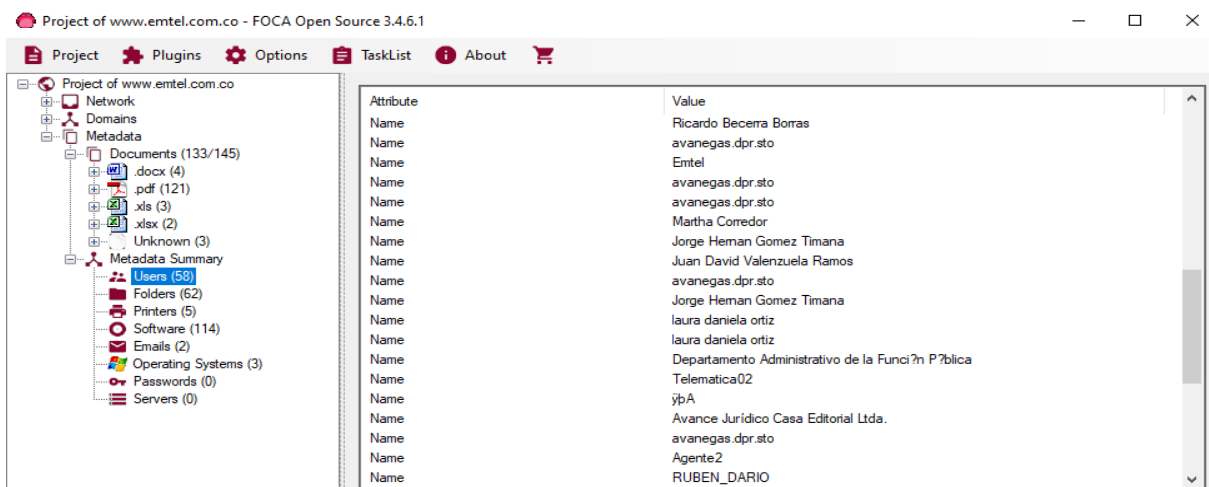 Project of www.emtel.com.co - FOCA Open Source 3.4.6.1
Project Plugins Options TaskList About
Project of www.emtel.com.co
Network
Domains
Metadata
Documents (133/145)
.docx (4)
.pdf (121)
.xls (3)
.xlsx (2)
Unknown (3)
Metadata Summary
Users (58)
Folders (62)
Printers (5)
Software (114)
Emails (2)
Operating Systems (3)
Passwords (0)
Servers (0)
Attribute Value
Name Ricardo Becerra Borras
Name avanegas.dpr.sto
Name Emtel
Name avanegas.dpr.sto
Name avanegas.dpr.sto
Name Martha Corredor
Name Jorge Hernan Gomez Timana
Name Juan David Valenzuela Ramos
Name avanegas.dpr.sto
Name Jorge Hernan Gomez Timana
Name laura daniela ortiz
Name laura daniela ortiz
Name Departamento Administrativo de la Funci?n P?blica
Name Telematica02
Name ÿþA
Name Avance Jurídico Casa Editorial Ltda.
Name avanegas.dpr.sto
Name Agente2
Name RUBEN_DARIO